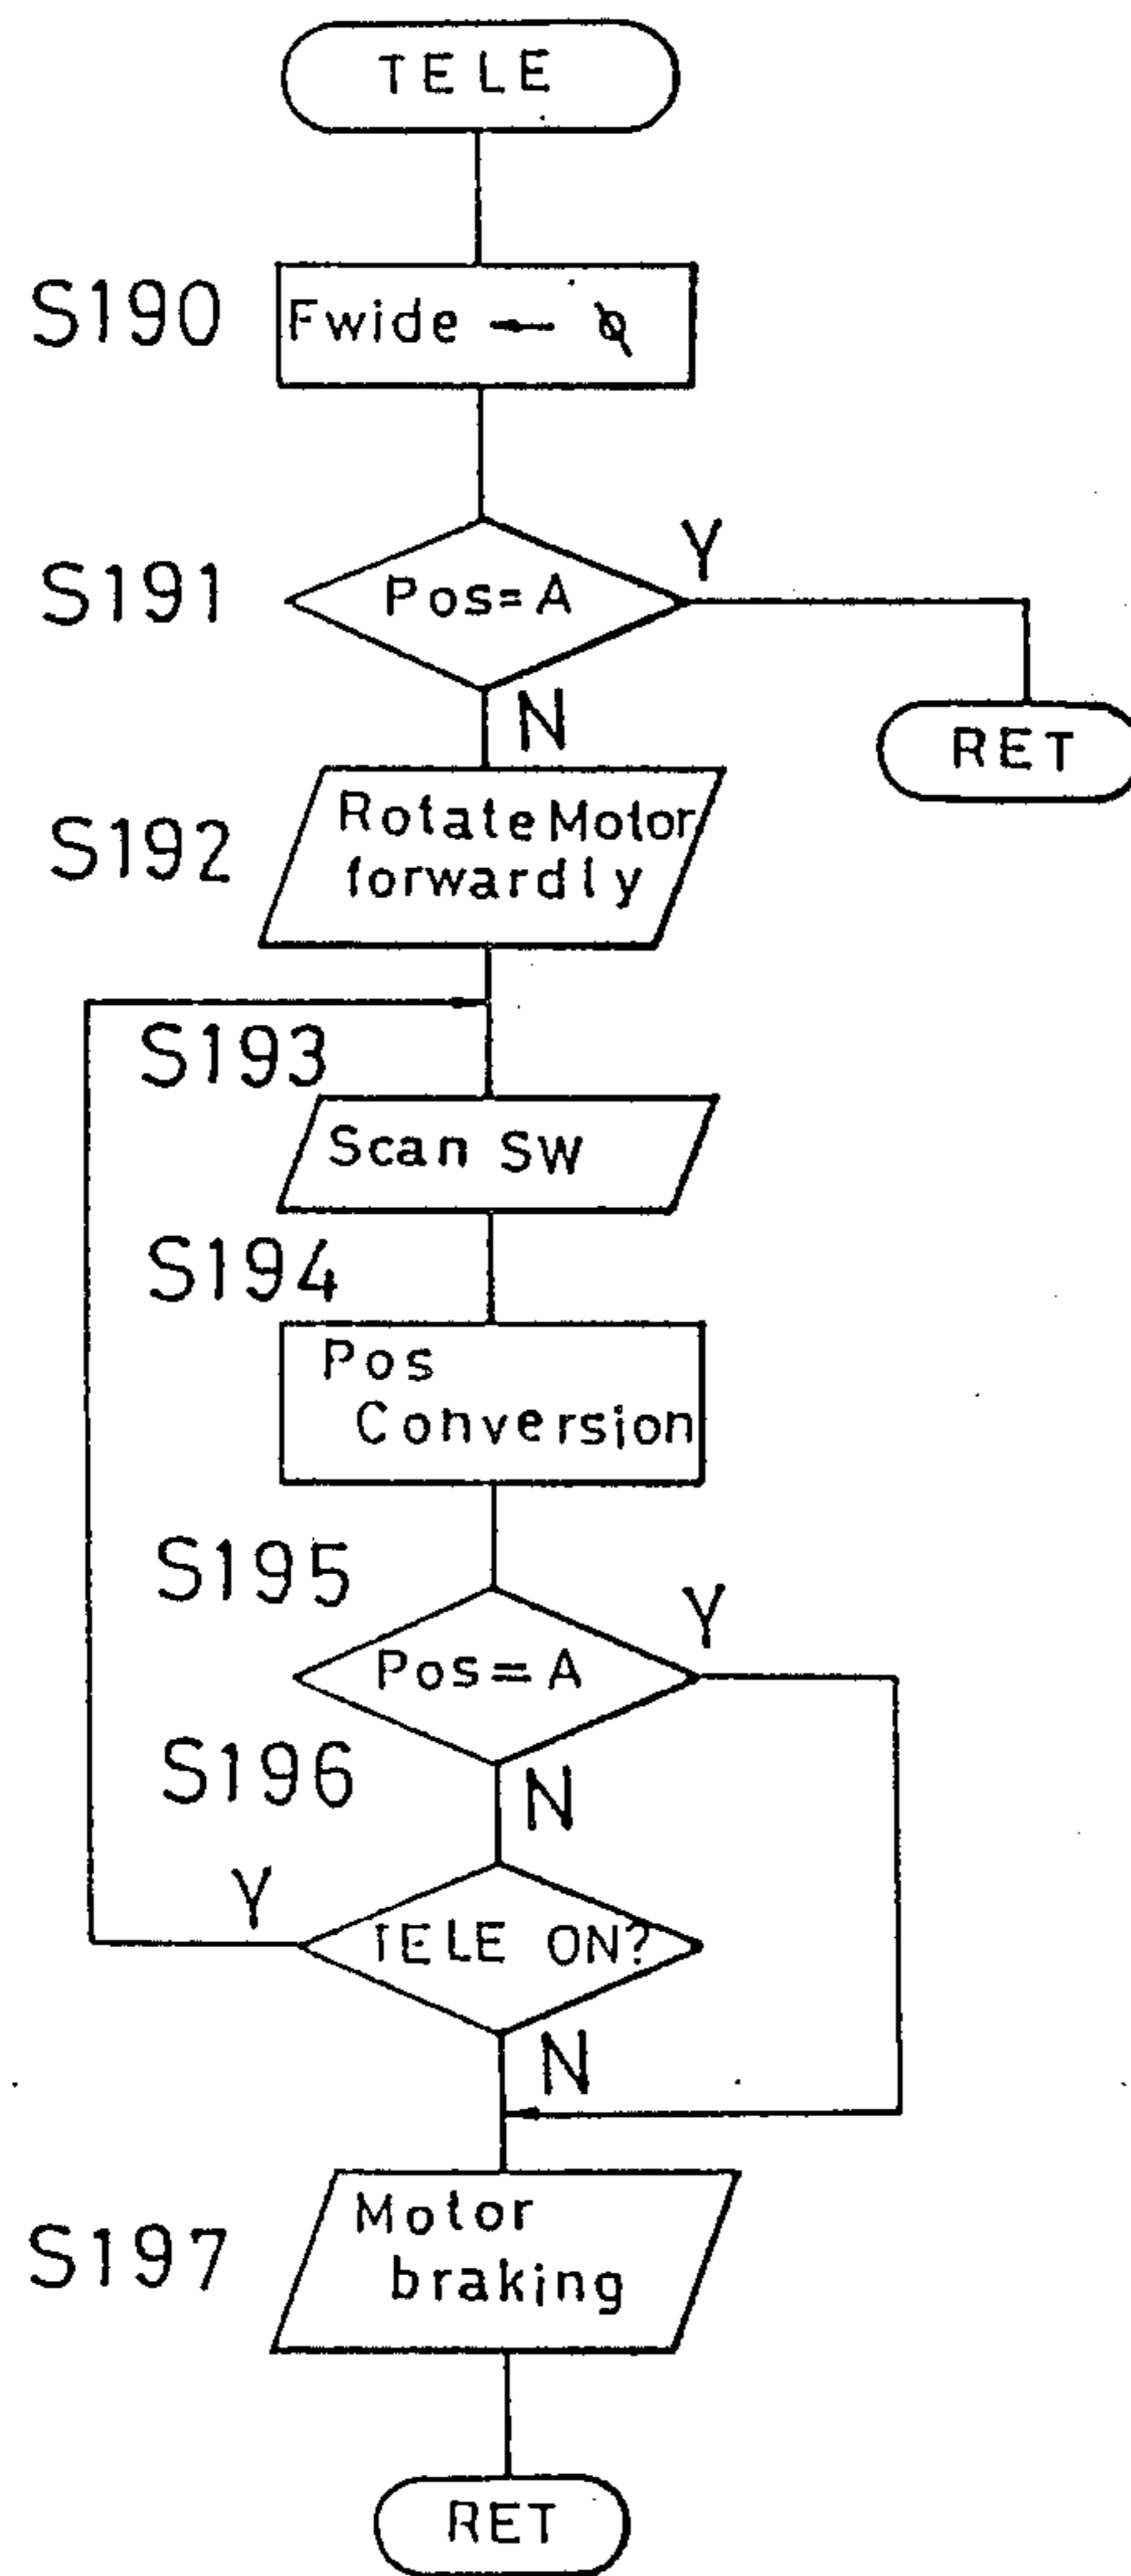 TELE
S190
Fwide ← 0
S191
Pos=A
Y
N
RET
S192
Rotate Motor
forwardly
S193
Scan SW
S194
Pos
Conversion
S195
Pos=A
Y
S196
N
Y
TELE ON?
N
S197
Motor
braking
RET